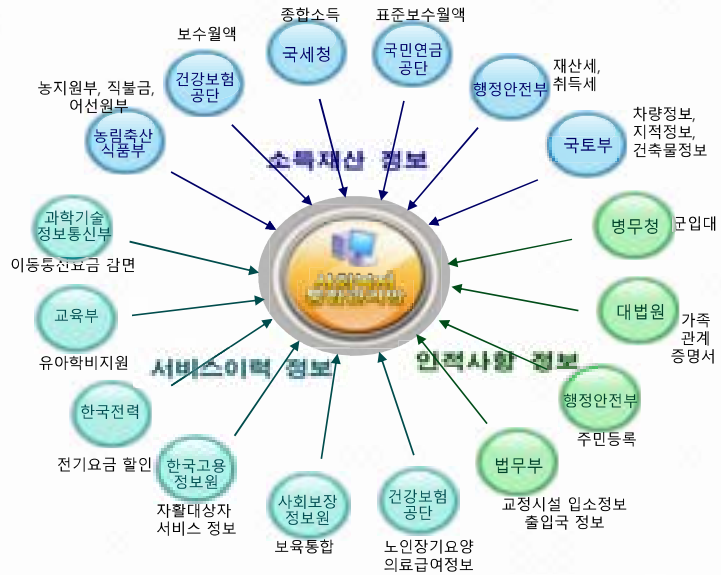 종합소득
국세청
표준보수월액
국민연금
공단
보수월액
건강보험
공단
재산세,
취득세
행정안전부
농지원부, 직불금,
어선원부
농림축산
식품부
차량정보,
지적정보,
건축물정보
국토부
소득재산 정보
과학기술
정보통신부
이동통신요금 감면
병무청
군입대
교육부
유아학비지원
대법원
가족
관계
증명서
서비스이력 정보
인적사항 정보
한국전력
전기요금 할인
행정안전부
주민등록
한국고용
정보원
자활대상자
서비스 정보
사회보장
정보원
보육통합
건강보험
공단
노인장기요양
의료급여정보
법무부
교정시설 입소정보
출입국 정보